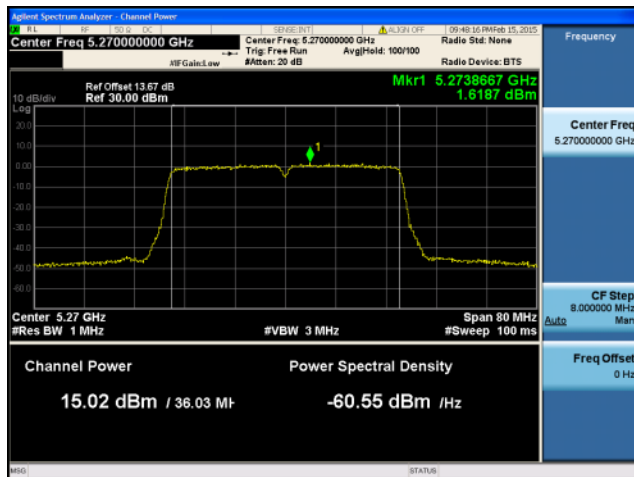 Agilent Spectrum Analyzer - Channel Power
RL RF 50 Ω DC SENSE:INT ALIGN OFF 09:48:16 PMFeb 15, 2015
Center Freq 5.270000000 GHz Center Freq: 5.270000000 GHz Radio Std: None Frequency
Trig: Free Run Avg|Hold: 100/100
#IFGain:Low #Atten: 20 dB Radio Device: BTS
Ref Offset 13.67 dB Mkr1 5.2738667 GHz
10 dB/div Ref 30.00 dBm 1.6187 dBm
Log
20.0
10.0
0.00
-10.0
-20.0
-30.0
-40.0
-50.0
-60.0
1
Center Freq
5.270000000 GHz
Center 5.27 GHz Span 80 MHz
#Res BW 1 MHz #VBW 3 MHz #Sweep 100 ms
CF Step
8.000000 MHz
Auto Man
Channel Power Power Spectral Density
15.02 dBm / 36.03 MH -60.55 dBm /Hz
Freq Offset
0 Hz
MSG STATUS